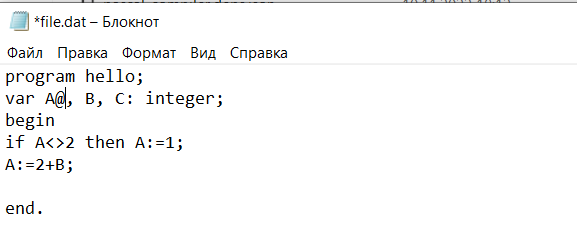 *file.dat – Блокнот
Файл Правка Формат Вид Справка
program hello;
var A@, B, C: integer;
begin
if A<>2 then A:=1;
A:=2+B;
end.